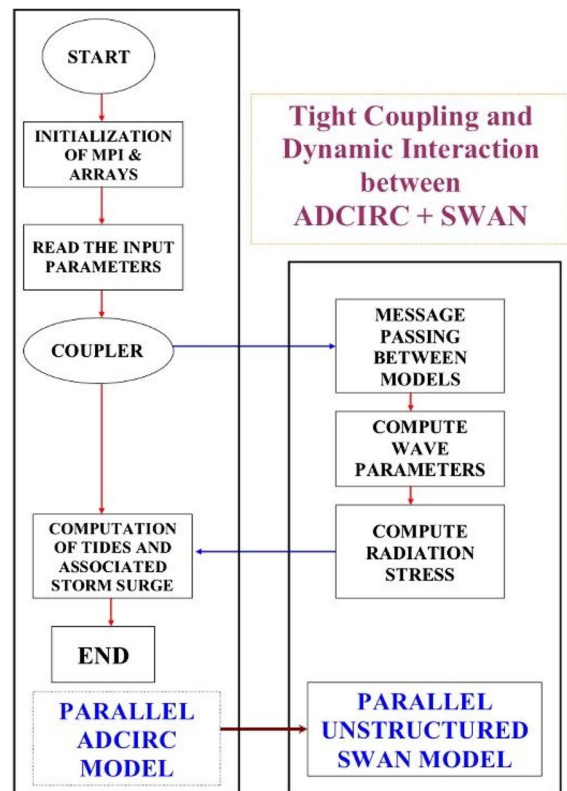 START
INITIALIZATION
OF MPI &
ARRAYS
READ THE INPUT
PARAMETERS
COUPLER
COMPUTATION
OF TIDES AND
ASSOCIATED
STORM SURGE
END
PARALLEL
ADCIRC
MODEL
Tight Coupling and
Dynamic Interaction
between
ADCIRC + SWAN
MESSAGE
PASSING
BETWEEN
MODELS
COMPUTE
WAVE
PARAMETERS
COMPUTE
RADIATION
STRESS
PARALLEL
UNSTRUCTURED
SWAN MODEL